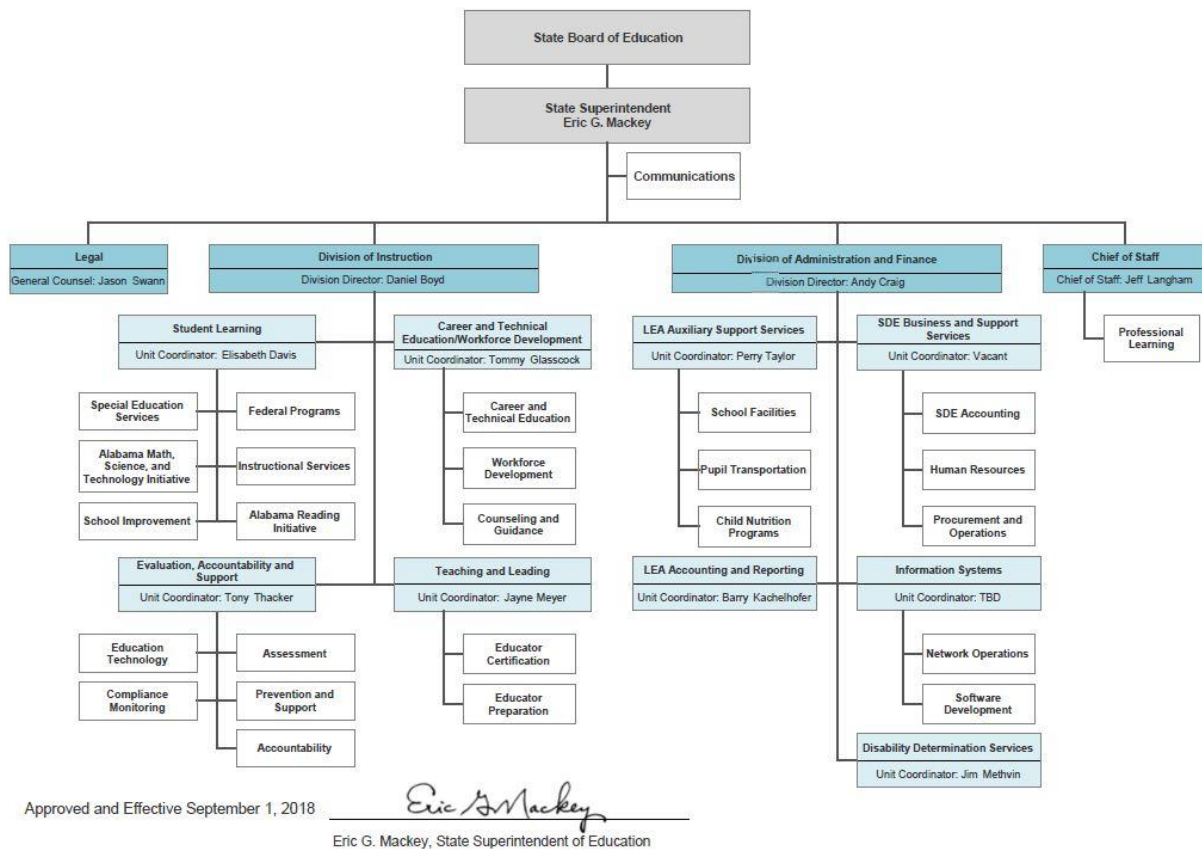 State Board of Education
State Superintendent
Eric G. Mackey
Communications
Legal
General Counsel: Jason Swann
Division of Instruction
Division Director: Daniel Boyd
Division of Administration and Finance
Division Director: Andy Craig
Chief of Staff
Chief of Staff: Jeff Langham
Student Learning
Unit Coordinator: Elisabeth Davis
Career and Technical
Education/Workforce Development
Unit Coordinator: Tommy Glasscock
LEA Auxiliary Support Services
Unit Coordinator: Perry Taylor
SDE Business and Support
Services
Unit Coordinator: Vacant
Professional
Learning
Special Education
Services
Federal Programs
Alabama Math,
Science, and
Technology Initiative
Instructional Services
School Improvement
Alabama Reading
Initiative
Career and
Technical Education
Workforce
Development
Counseling and
Guidance
School Facilities
Pupil Transportation
Child Nutrition
Programs
SDE Accounting
Human Resources
Procurement and
Operations
Evaluation, Accountability and
Support
Unit Coordinator: Tony Thacker
Teaching and Leading
Unit Coordinator: Jayne Meyer
LEA Accounting and Reporting
Unit Coordinator: Barry Kachelhofer
Information Systems
Unit Coordinator: TBD
Education
Technology
Assessment
Compliance
Monitoring
Prevention and
Support
Accountability
Educator
Certification
Educator
Preparation
Network Operations
Software
Development
Disability Determination Services
Unit Coordinator: Jim Methvin
Approved and Effective September 1, 2018
Eric G Mackey
Eric G. Mackey, State Superintendent of Education